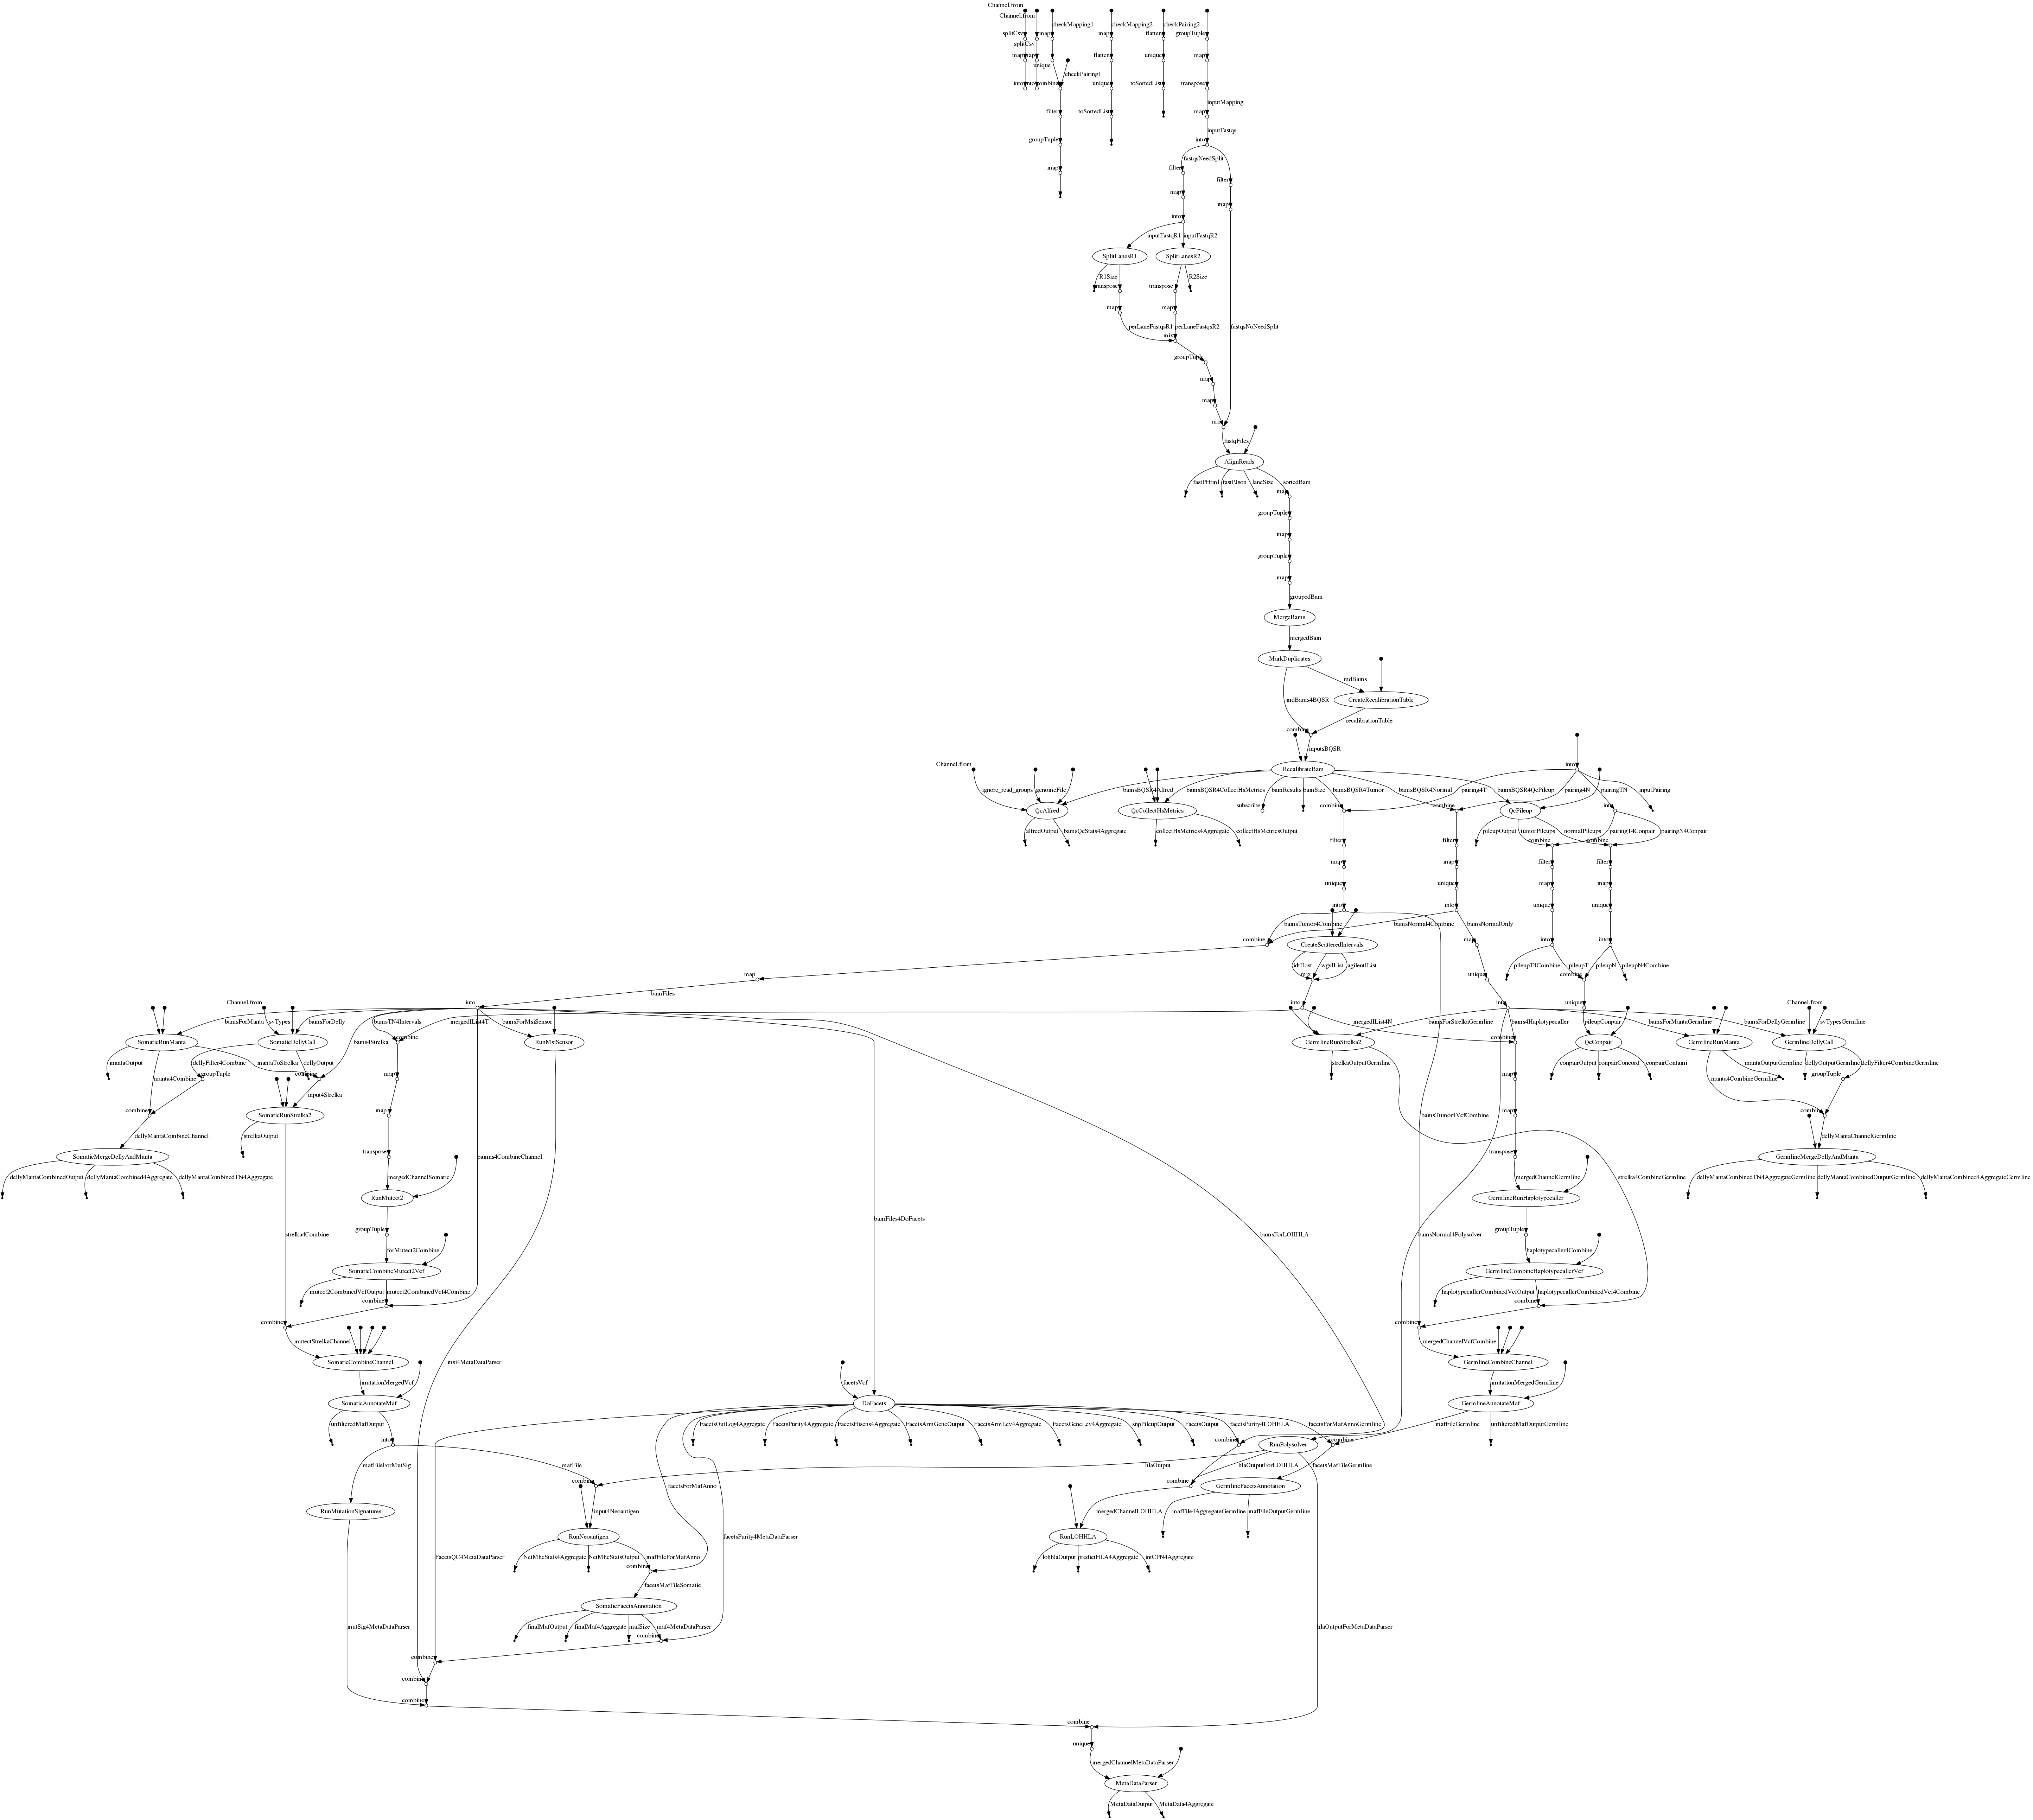 Channel.from
Channel.from
checkMapping1
checkMapping2
checkPairing2
splitCsv
splitCsv
map
map
flatten
groupTuple
map
map
unique
flatten
unique
map
checkPairing1
into
into
combine
unique
toSortedList
transpose
inputMapping
filter
toSortedList
map
inputFastqs
groupTuple
into
fastqsNeedSplit
map
filter
filter
map
map
into
inputFastqR1
inputFastqR2
SplitLanesR1
SplitLanesR2
R1Size
R2Size
transpose
transpose
map
map
perLaneFastqsR1
perLaneFastqsR2
fastqsNoNeedSplit
mix
groupTuple
map
map
mix
fastqFiles
AlignReads
fastPHtml
fastPJson
laneSize
sortedBam
map
groupTuple
map
groupTuple
map
groupedBam
MergeBams
mergedBam
MarkDuplicates
mdBams
mdBams4BQSR
CreateRecalibrationTable
recalibrationTable
combine
inputsBQSR
Channel.from
RecalibrateBam
into
ignore_read_groups
genomeFile
bamsBQSR4Alfred
bamsBQSR4CollectHsMetrics
bamResults
bamSize
bamsBQSR4Tumor
bamsBQSR4Normal
bamsBQSR4QcPileup
pairing4T
pairing4N
pairingTN
inputPairing
subscribe
combine
combine
into
QcAlfred
QcCollectHsMetrics
QcPileup
alfredOutput
bamsQcStats4Aggregate
collectHsMetrics4Aggregate
collectHsMetricsOutput
pileupOutput
tumorPileups
normalPileups
pairingT4Conpair
pairingN4Conpair
combine
combine
filter
filter
filter
filter
map
map
map
map
unique
unique
unique
unique
into
into
bamsTumor4Combine
bamsNormal4Combine
bamsNormalOnly
combine
CreateScatteredIntervals
map
into
into
idtIList
wgsIList
agilentIList
pileupT4Combine
pileupT
pileupN
pileupN4Combine
map
mix
unique
combine
bamFiles
Channel.from
into
into
into
unique
Channel.from
bamsForManta
svTypes
bamsForDelly
bams4Strelka
bamsTN4Intervals
mergedIList4T
bamsForMsiSensor
mergedIList4N
bamsForStrelkaGermline
bams4Haplotypecaller
pileupConpair
bamsForMantaGermline
bamsForDellyGermline
svTypesGermline
combine
combine
SomaticRunManta
SomaticDellyCall
RunMsiSensor
GermlineRunStrelka2
QcConpair
GermlineRunManta
GermlineDellyCall
mantaOutput
manta4Combine
mantaToStrelka
dellyFilter4Combine
dellyOutput
groupTuple
combine
map
strelkaOutputGermline
map
conpairOutput
conpairConcord
conpairContami
manta4CombineGermline
mantaOutputGermline
dellyOutputGermline
dellyFilter4CombineGermline
groupTuple
input4Strelka
combine
SomaticRunStrelka2
map
bamsTumor4VcfCombine
map
combine
dellyMantaCombineChannel
strelkaOutput
transpose
bamns4CombineChannel
transpose
dellyMantaChannelGermline
SomaticMergeDellyAndManta
GermlineMergeDellyAndManta
dellyMantaCombinedOutput
dellyMantaCombined4Aggregate
dellyMantaCombinedTbi4Aggregate
mergedChannelSomatic
mergedChannelGermline
strelka4CombineGermline
dellyMantaCombinedTbi4AggregateGermline
dellyMantaCombinedOutputGermline
dellyMantaCombined4AggregateGermline
RunMutect2
GermlineRunHaplotypecaller
bamFiles4DoFacets
groupTuple
groupTuple
strelka4Combine
bamsForLOHHLA
bamsNormal4Polysolver
forMutect2Combine
haplotypecaller4Combine
SomaticCombineMutect2Vcf
GermlineCombineHaplotypecallerVcf
mutect2CombinedVcfOutput
mutect2CombinedVcf4Combine
haplotypecallerCombinedVcfOutput
haplotypecallerCombinedVcf4Combine
combine
combine
combine
combine
mutectStrelkaChannel
mergedChannelVcfCombine
SomaticCombineChannel
msi4MetaDataParser
GermlineCombineChannel
mutationMergedVcf
facetsVcf
mutationMergedGermline
SomaticAnnotateMaf
DoFacets
GermlineAnnotateMaf
unfilteredMafOutput
FacetsOutLog4Aggregate
FacetsPurity4Aggregate
FacetsHisens4Aggregate
FacetsArmGeneOutput
FacetsArmLev4Aggregate
FacetsGeneLev4Aggregate
snpPileupOutput
FacetsOutput
facetsPurity4LOHHLA
facetsForMafAnnoGermline
mafFileGermline
unfilteredMafOutputGermline
into
combine
RunPolysolver
combine
mafFileForMutSig
mafFile
hlaOutput
hlaOutputForLOHHLA
facetsMafFileGermline
combine
combine
facetsForMafAnno
GermlineFacetsAnnotation
RunMutationSignatures
input4Neoantigen
mergedChannelLOHHLA
mafFile4AggregateGermline
mafFileOutputGermline
RunNeoantigen
facetsPurity4MetaDataParser
RunLOHHLA
FacetsQC4MetaDataParser
NetMhcStats4Aggregate
NetMhcStatsOutput
mafFileForMafAnno
lohhlaOutput
predictHLA4Aggregate
intCPN4Aggregate
combine
facetsMafFileSomatic
SomaticFacetsAnnotation
mutSig4MetaDataParser
finalMafOutput
finalMaf4Aggregate
mafSize
maf4MetaDataParser
hlaOutputForMetaDataParser
combine
combine
combine
combine
combine
unique
mergedChannelMetaDataParser
MetaDataParser
MetaDataOutput
MetaData4Aggregate